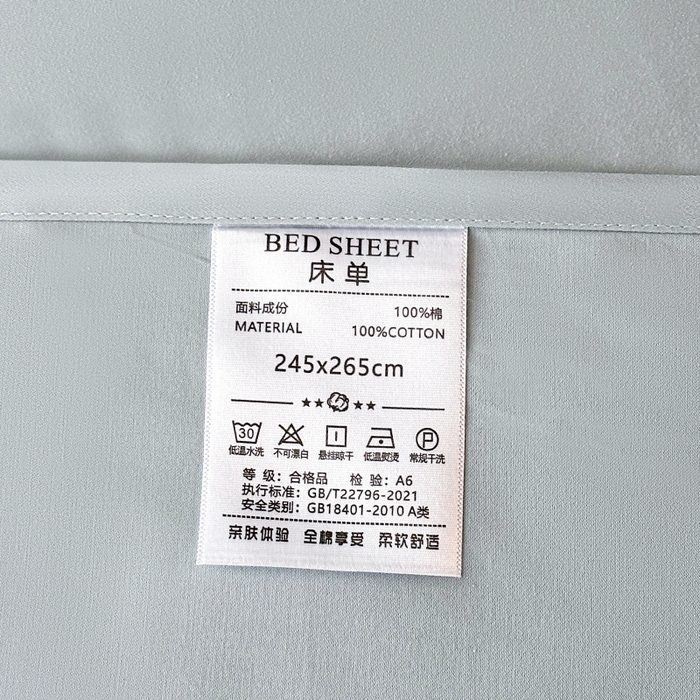 BED SHEET
床单
面料成份 100%棉
MATERIAL 100%COTTON
245x265cm
30 P
低温水洗 不可漂白 悬挂晾干 低温熨烫 常规干洗
等 级：合格品 检 验：A6
执行标准：GB/T22796-2021
安全类别：GB18401-2010 A类
亲肤体验 全棉享受 柔软舒适